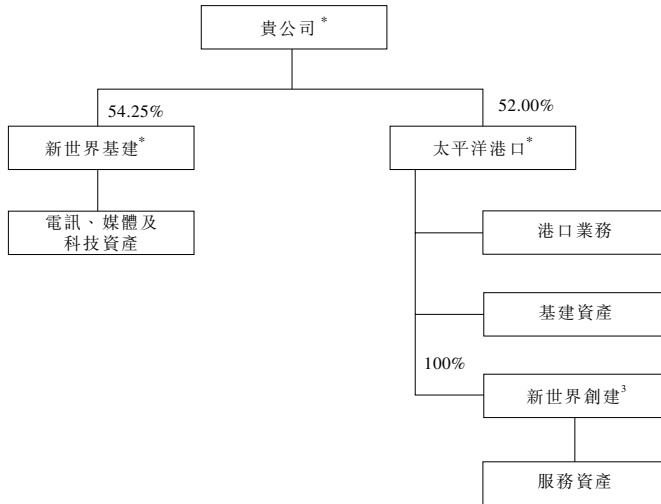 貴公司*
54.25%
52.00%
新世界基建*
太平洋港口*
電訊、媒體及
科技資產
港口業務
基建資產
100%
新世界創建3
服務資產